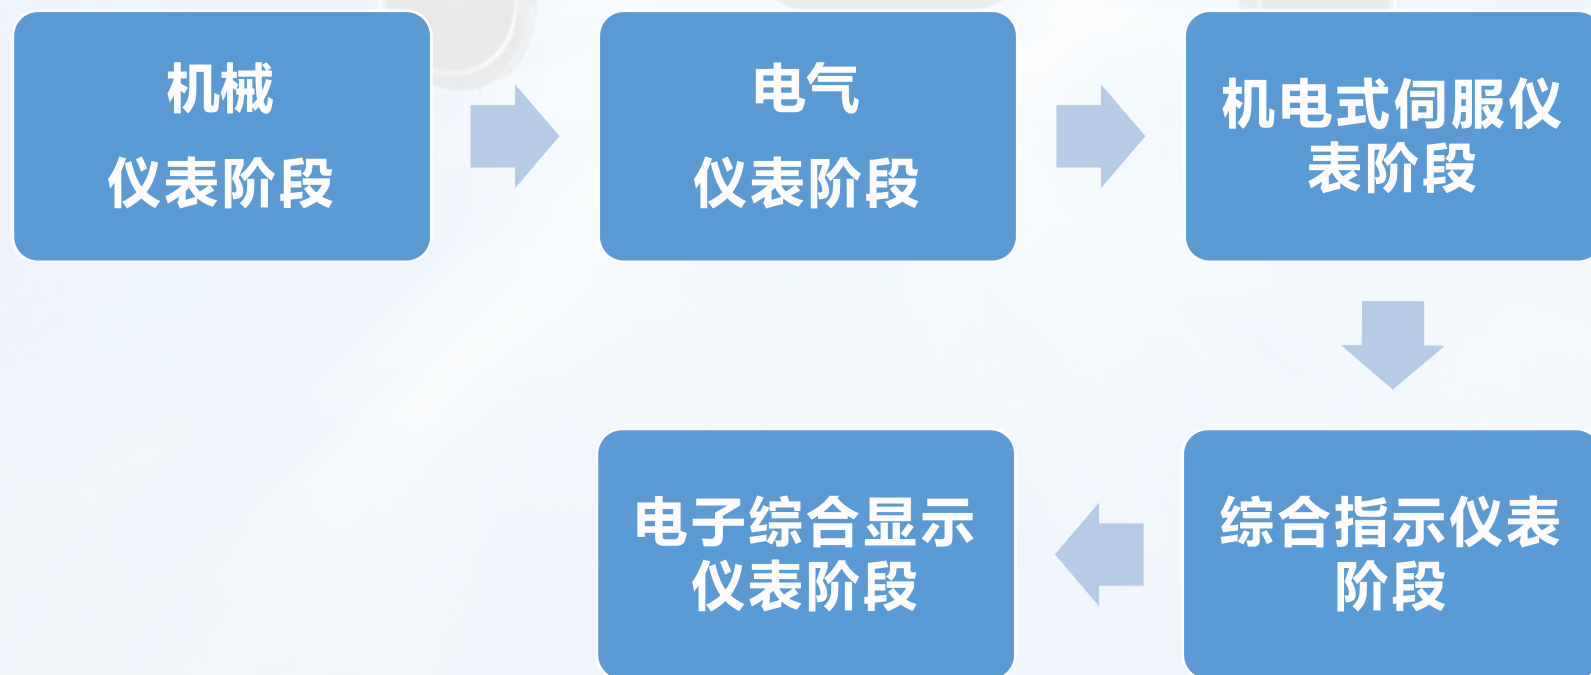 机械
仪表阶段
电气
仪表阶段
机电式伺服仪
表阶段
综合指示仪表
阶段
电子综合显示
仪表阶段